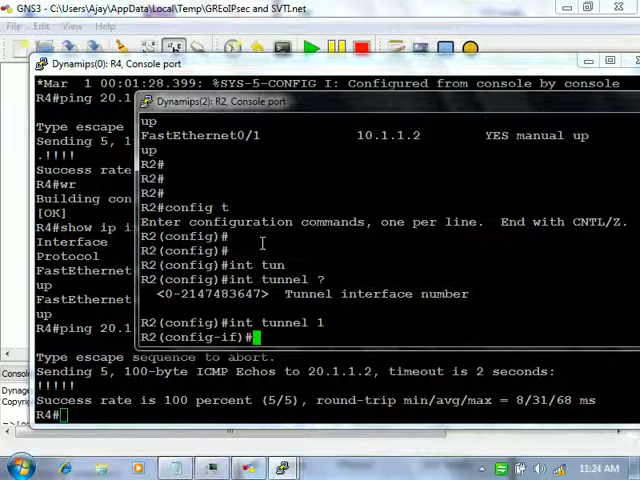 GNS3 - C:\Users\Ajay\AppData\Local\Temp\GREoIPsec and SVTI.net
File Edit View Help
Dynamips(0): R4, Console port
*Mar 1 00:01:28.399: %SYS-5-CONFIG_I: Configured from console by console
R4#ping 20.1
Type escape
Sending 5, 1
.!!!!
Success rate
R4#wr
Building con
[OK]
R4#show ip i
Interface
Protocol
FastEthernet
up
FastEthernet
up
R4#ping 20.1
Dynamips(2): R2, Console port
up
FastEthernet0/1 10.1.1.2 YES manual up
up
R2#
R2#
R2#
R2#config t
Enter configuration commands, one per line. End with CNTL/Z.
R2(config)#
R2(config)#
R2(config)#int tun
R2(config)#int tunnel ?
<0-2147483647> Tunnel interface number
R2(config)#int tunnel 1
R2(config-if)#
Type escape sequence to abort.
Sending 5, 100-byte ICMP Echos to 20.1.1.2, timeout is 2 seconds:
!!!!!
Success rate is 100 percent (5/5), round-trip min/avg/max = 8/31/68 ms
R4#
Console
Dynage
Copyrig
11:24 AM